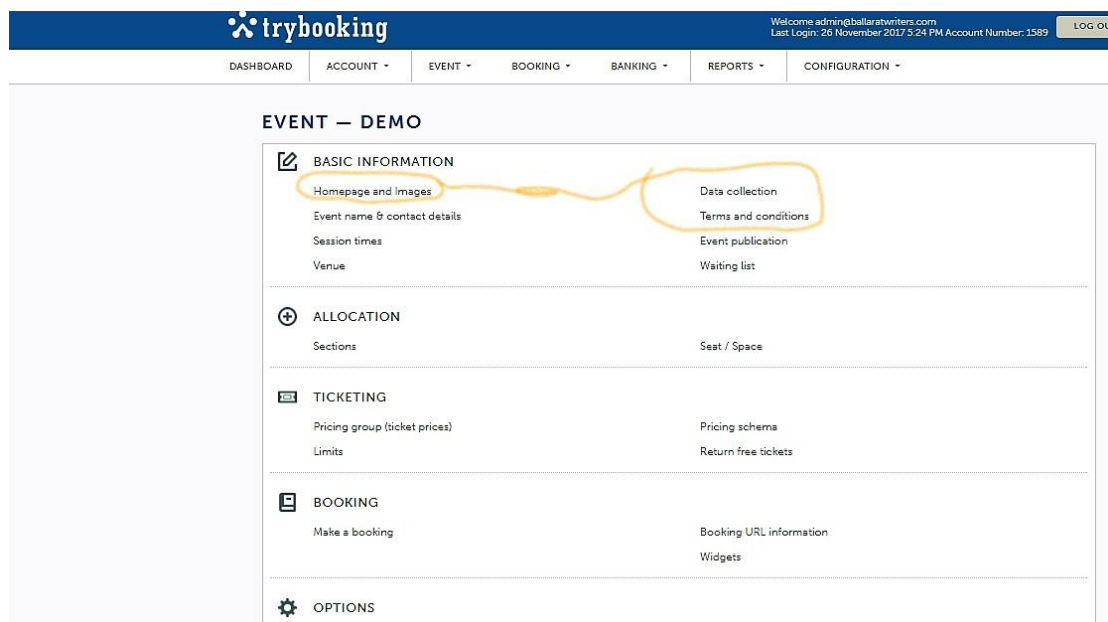 trybooking
Welcome admin@ballaratwriters.com
Last Login: 26 November 2017 5:24 PM Account Number: 1589
LOG OU
DASHBOARD ACCOUNT EVENT BOOKING BANKING REPORTS CONFIGURATION
EVENT — DEMO
BASIC INFORMATION
Homepage and Images Data collection
Event name & contact details Terms and conditions
Session times Event publication
Venue Waiting list
ALLOCATION
Sections Seat / Space
TICKETING
Pricing group (ticket prices) Pricing schema
Limits Return free tickets
BOOKING
Make a booking Booking URL information
Widgets
OPTIONS